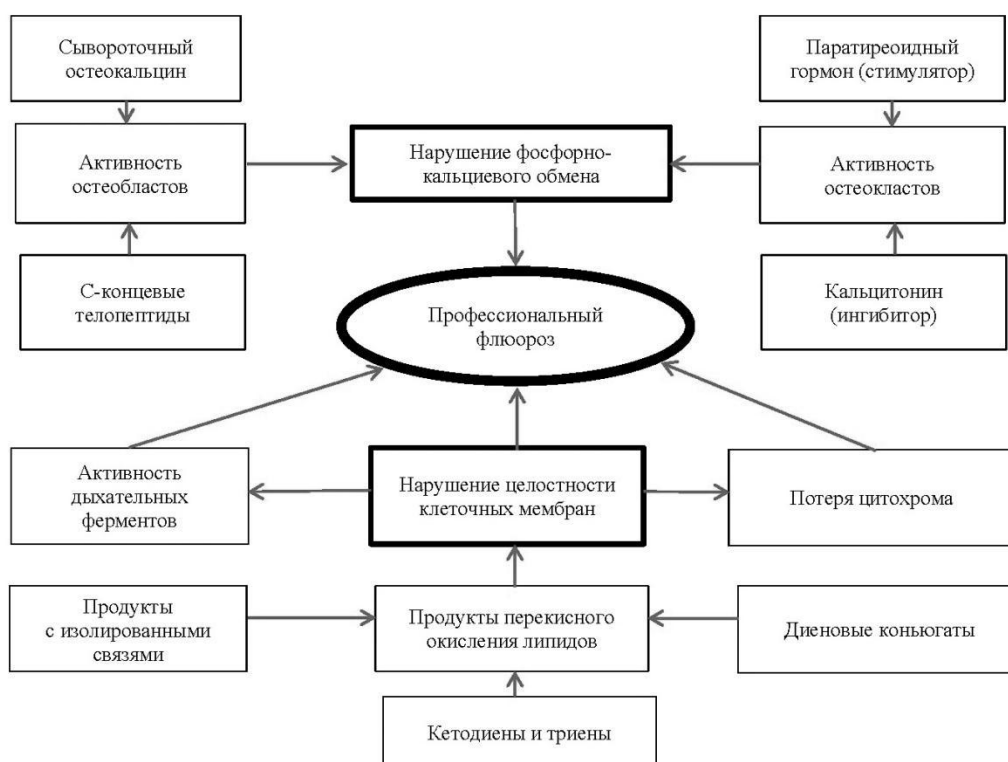 Сывороточный
остеокальцин
Паратиреоидный
гормон (стимулятор)
Активность
остеобластов
Нарушение фосфорно-
кальциевого обмена
Активность
остеокластов
С-концевые
телопептиды
Профессиональный
флюороз
Кальцитонин
(ингибитор)
Активность
дыхательных
ферментов
Нарушение целостности
клеточных мембран
Потеря цитохрома
Продукты
с изолированными
связями
Продукты перекисного
окисления липидов
Диеновые коньюгаты
Кетодиены и триены